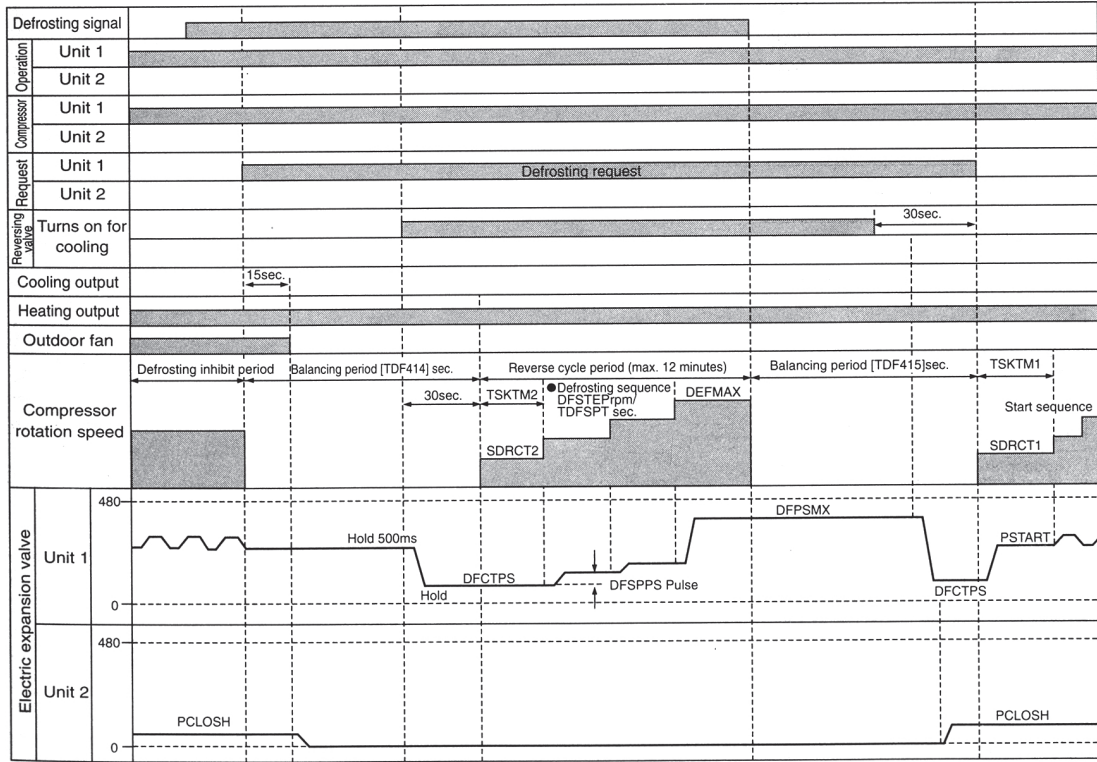 Defrosting signal
Operation
Unit 1
Unit 2
Compressor
Unit 1
Unit 2
Request
Unit 1
Defrosting request
Unit 2
Reversing valve
Turns on for cooling
30sec.
Cooling output
15sec.
Heating output
Outdoor fan
Compressor rotation speed
Defrosting inhibit period
Balancing period [TDF414] sec.
Reverse cycle period (max. 12 minutes)
Balancing period [TDF415]sec.
TSKTM1
30sec.
TSKTM2
●Defrosting sequence
DFSTEPrpm/
TDFSPT sec.
DEFMAX
Start sequence
SDRCT2
SDRCT1
Electric expansion valve
Unit 1
480
Hold 500ms
DFPSMX
PSTART
DFCTPS
Hold
DFSPPS Pulse
DFCTPS
0
Unit 2
480
PCLOSH
PCLOSH
0